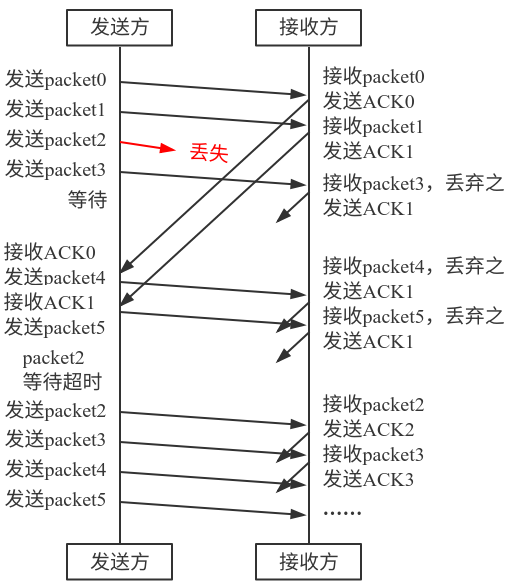 发送方
接收方
发送packet0
发送packet1
发送packet2
发送packet3
等待
接收ACK0
发送packet4
接收ACK1
发送packet5
packet2
等待超时
发送packet2
发送packet3
发送packet4
发送packet5
丢失
接收packet0
发送ACK0
接收packet1
发送ACK1
接收packet3，丢弃之
发送ACK1
接收packet4，丢弃之
发送ACK1
接收packet5，丢弃之
发送ACK1
接收packet2
发送ACK2
接收packet3
发送ACK3
……
发送方
接收方